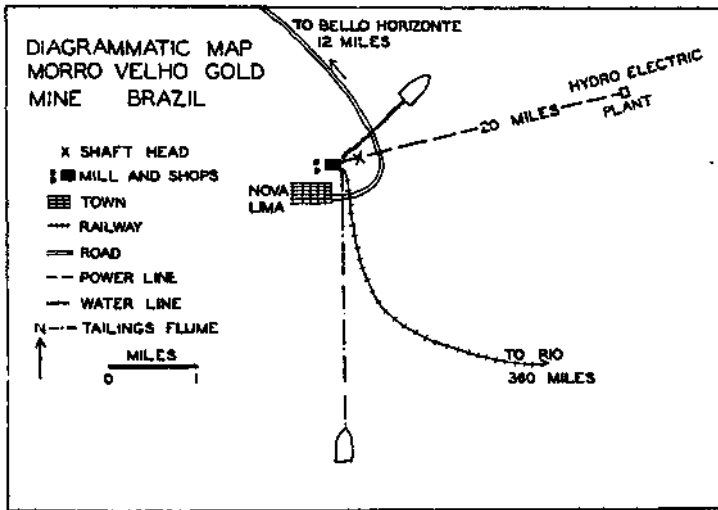 DIAGRAMMATIC MAP
MORRO VELHO GOLD
MINE BRAZIL
X SHAFT HEAD
MILL AND SHOPS
TOWN
RAILWAY
ROAD
POWER LINE
WATER LINE
TAILINGS FLUME
N
MILES
0 1
TO BELLO HORIZONTE
12 MILES
HYDRO ELECTRIC
PLANT
20 MILES
NOVA
LIMA
TO RIO
360 MILES